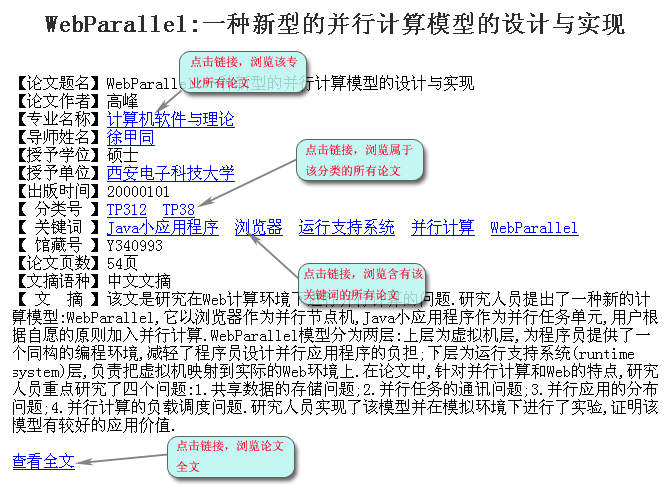 WebParallel:一种新型的并行计算模型的设计与实现
点击链接，浏览该专
业所有论文
【论文题名】WebParallel:一种新型的并行计算模型的设计与实现
【论文作者】高峰
【专业名称】计算机软件与理论
【导师姓名】徐甲同
点击链接，浏览属于
该分类的所有论文
【授予学位】硕士
【授予单位】西安电子科技大学
【出版时间】20000101
【 分类号 】TP312 TP38
【 关键词 】Java小应用程序 浏览器 运行支持系统 并行计算 WebParallel
【 馆藏号 】Y340993
【论文页数】54页
【文摘语种】中文文摘
点击链接，浏览含有该
关键词的所有论文
【 文 摘 】该文是研究在Web计算环境下进行并行计算的问题.研究人员提出了一种新的计
算模型:WebParallel,它以浏览器作为并行节点机,Java小应用程序作为并行任务单元,用户根
据自愿的原则加入并行计算.WebParallel模型分为两层:上层为虚拟机层,为程序员提供了一
个同构的编程环境,减轻了程序员设计并行应用程序的负担;下层为运行支持系统(runtime
system)层,负责把虚拟机映射到实际的Web环境上.在论文中,针对并行计算和Web的特点,研究
人员重点研究了四个问题:1.共享数据的存储问题;2.并行任务的通讯问题;3.并行应用的分布
问题;4.并行计算的负载调度问题.研究人员实现了该模型并在模拟环境下进行了实验,证明该
模型有较好的应用价值.
点击链接，浏览论文
全文
查看全文